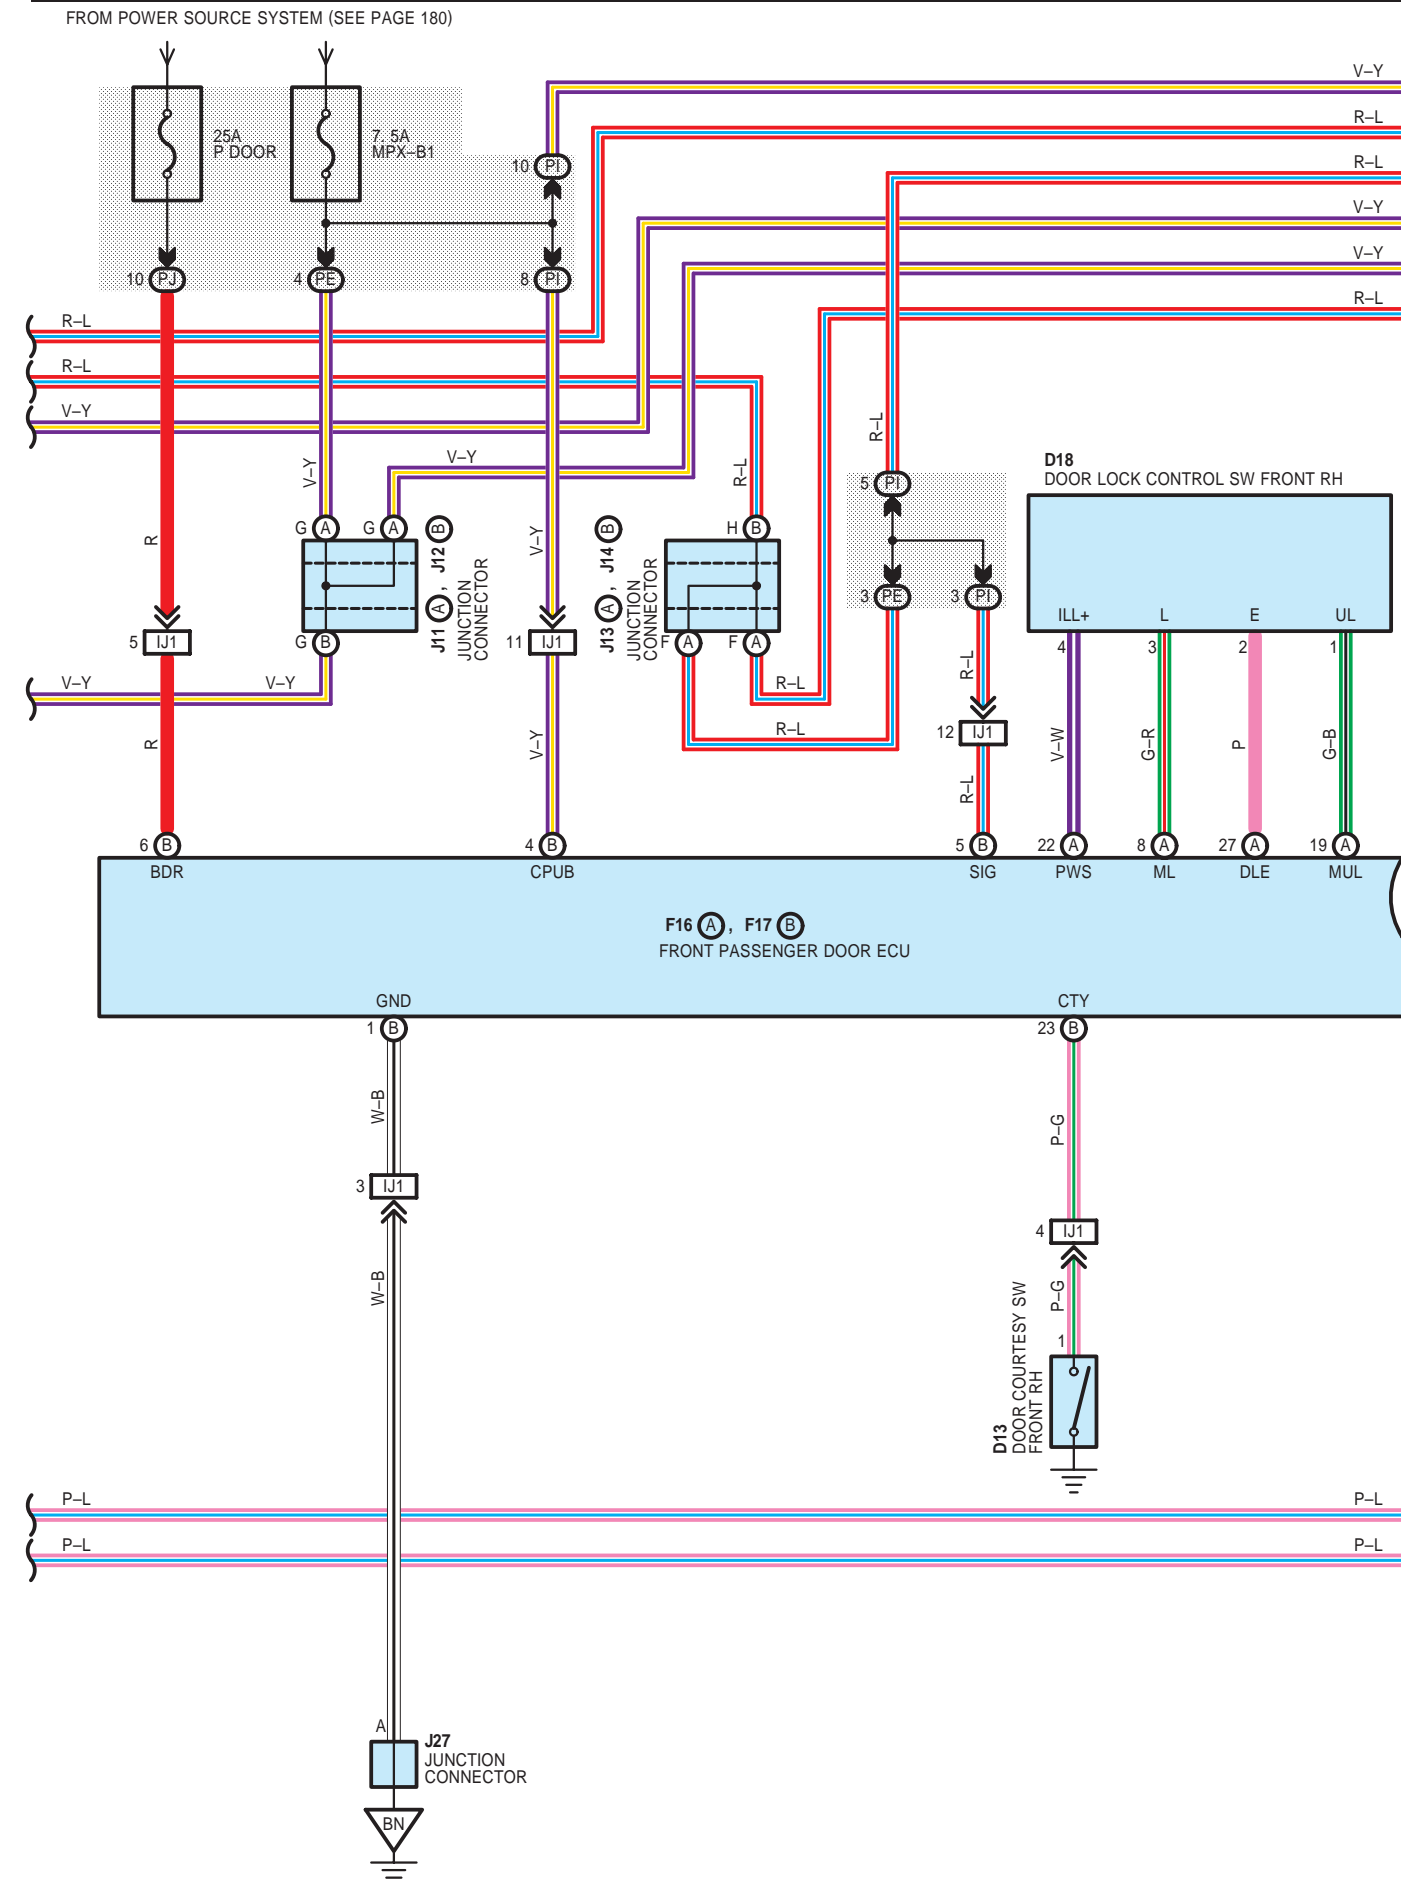 FROM POWER SOURCE SYSTEM (SEE PAGE 180)
V–Y
25A
P DOOR
7. 5A
MPX–B1
R–L
10 PI
R–L
V–Y
V–Y
10 PJ
4 PE
8 PI
R–L
R–L
R–L
V–Y
R–L
V–Y
V–Y
R–L
D18
DOOR LOCK CONTROL SW FRONT RH
5 PI
G A
G A
J11 A , J12 B
JUNCTION
CONNECTOR
H B
J13 A , J14 B
JUNCTION
CONNECTOR
R
V–Y
3 PE
3 PI
ILL+
L
E
UL
5 IJ1
G B
11 IJ1
F A
F A
4
3
2
1
V–Y
V–Y
R–L
R–L
R–L
12 IJ1
R
V–Y
V–W
G–R
P
G–B
R–L
6 B
4 B
5 B
22 A
8 A
27 A
19 A
BDR
CPUB
SIG
PWS
ML
DLE
MUL
F16 A , F17 B
FRONT PASSENGER DOOR ECU
GND
CTY
1 B
23 B
W–B
P–G
3 IJ1
4 IJ1
W–B
P–G
1
D13
DOOR COURTESY SW
FRONT RH
P–L
P–L
P–L
P–L
A
J27
JUNCTION
CONNECTOR
BN